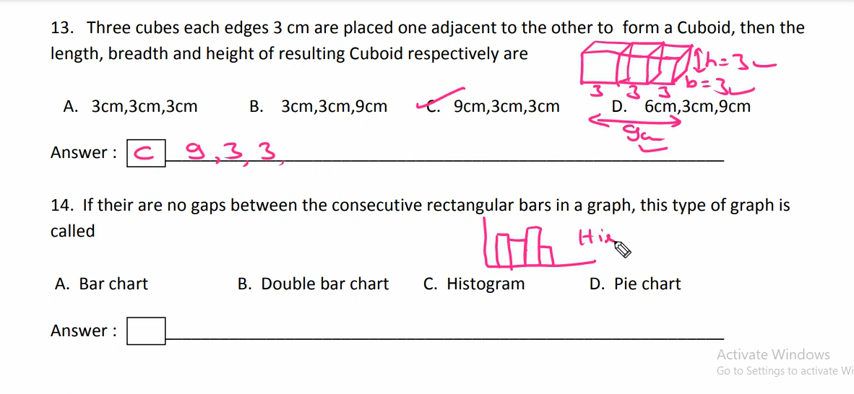 13. Three cubes each edges 3 cm are placed one adjacent to the other to form a Cuboid, then the
length, breadth and height of resulting Cuboid respectively are
h = 3
b = 3
3 3 3
A. 3cm,3cm,3cm B. 3cm,3cm,9cm C. 9cm,3cm,3cm D. 6cm,3cm,9cm
Answer : C 9, 3, 3,
14. If their are no gaps between the consecutive rectangular bars in a graph, this type of graph is
called
A. Bar chart B. Double bar chart C. Histogram D. Pie chart
Answer :
Activate Windows
Go to Settings to activate Wi